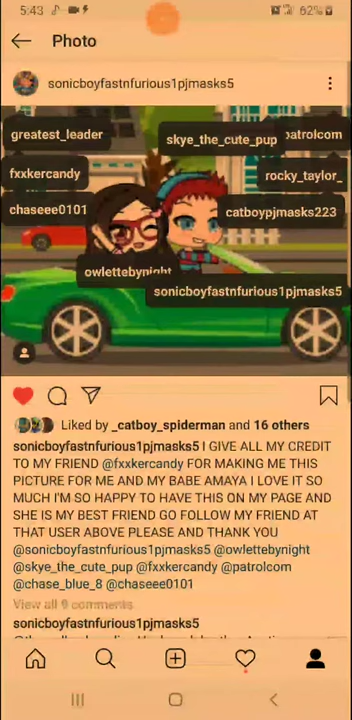 5:43
62%
Photo
sonicboyfastnfurious1pjmasks5
greatest_leader
skye_the_cute_pup
patrolcom
fxxkercandy
rocky_taylor_
chaseee0101
catboypjmasks223
owlettebynight
sonicboyfastnfurious1pjmasks5
Liked by _catboy_spiderman and 16 others
sonicboyfastnfurious1pjmasks5 I GIVE ALL MY CREDIT
TO MY FRIEND @fxxkercandy FOR MAKING ME THIS
PICTURE FOR ME AND MY BABE AMAYA I LOVE IT SO
MUCH I'M SO HAPPY TO HAVE THIS ON MY PAGE AND
SHE IS MY BEST FRIEND GO FOLLOW MY FRIEND AT
THAT USER ABOVE PLEASE AND THANK YOU
@sonicboyfastnfurious1pjmasks5 @owlettebynight
@skye_the_cute_pup @fxxkercandy @patrolcom
@chase_blue_8 @chaseee0101
View all 9 comments
sonicboyfastnfurious1pjmasks5